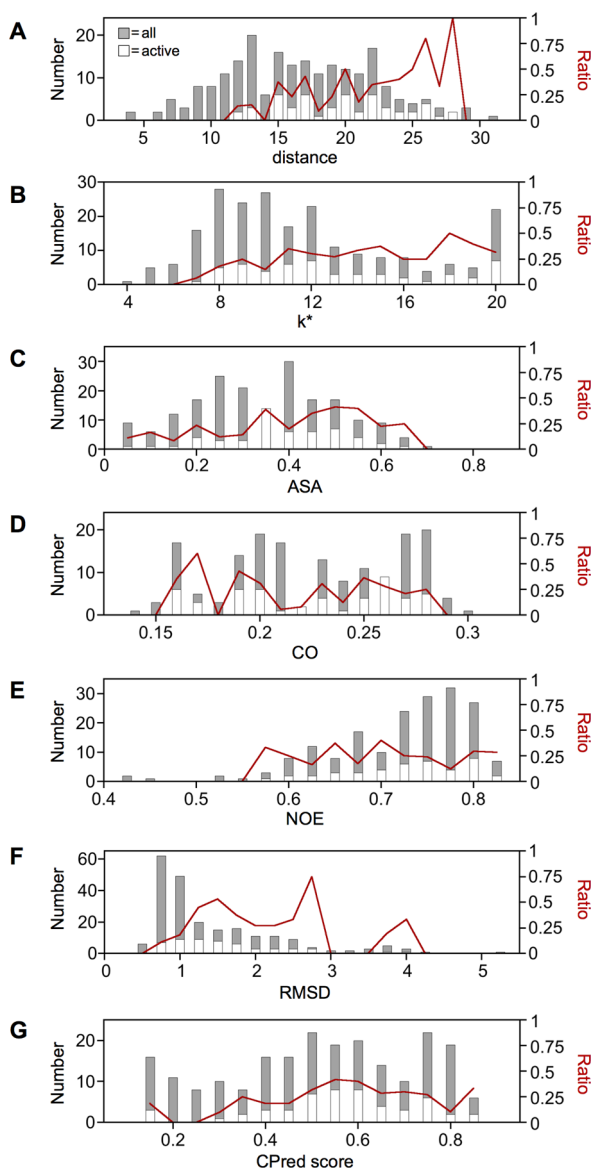 A
=all
=active
Number
20
10
0
1
0.75
0.5
0.25
0
Ratio
5 10 15 20 25 30
distance
B
Number
30
20
10
0
1
0.75
0.5
0.25
0
Ratio
4 8 12 16 20
k*
C
Number
30
20
10
0
1
0.75
0.5
0.25
0
Ratio
0 0.2 0.4 0.6 0.8
ASA
D
Number
20
10
0
1
0.75
0.5
0.25
0
Ratio
0.15 0.2 0.25 0.3
CO
E
Number
30
20
10
0
1
0.75
0.5
0.25
0
Ratio
0.4 0.5 0.6 0.7 0.8
NOE
F
Number
60
40
20
0
1
0.75
0.5
0.25
0
Ratio
0 1 2 3 4 5
RMSD
G
Number
20
10
0
1
0.75
0.5
0.25
0
Ratio
0.2 0.4 0.6 0.8
CPred score